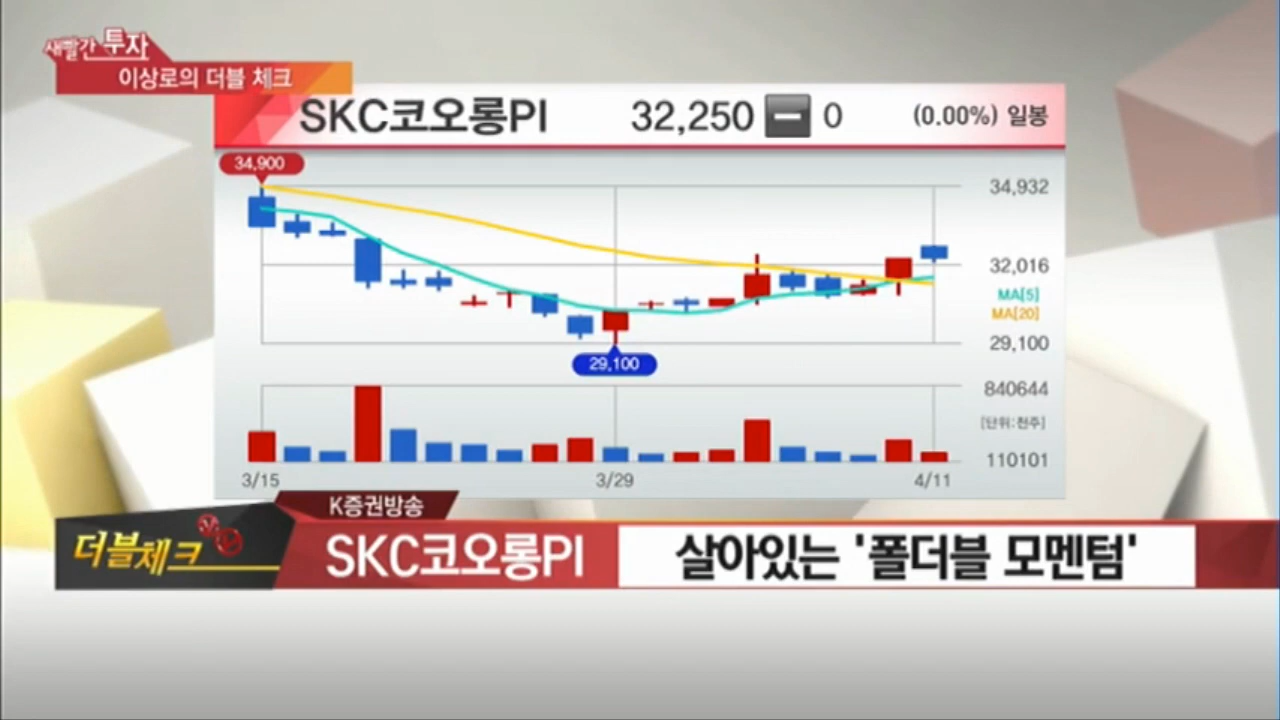 새빨간 투자
이상로의 더블 체크
SKC코오롱PI 32,250 0 (0.00%) 일봉
34,900
34,932
32,016
MA[5]
MA[20]
29,100
29,100
840644
[단위:천주]
110101
3/15 3/29 4/11
K증권방송
더블체크
SKC코오롱PI 살아있는 '폴더블 모멘텀'